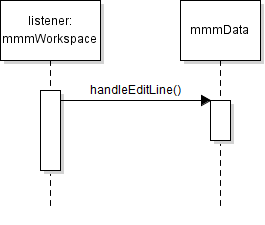 listener:
mmmWorkspace
mmmData
handleEditLine()